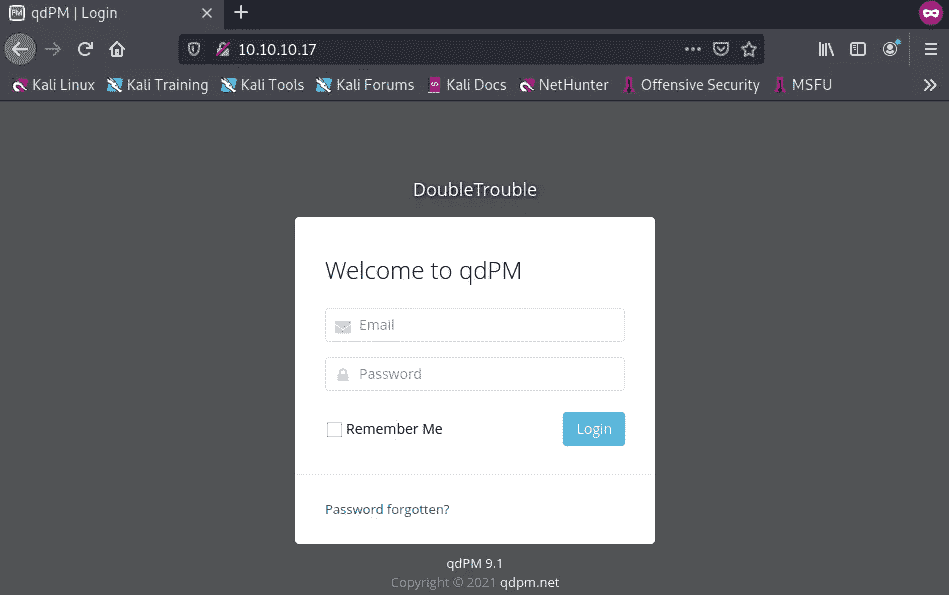 qdPM | Login
10.10.10.17
Kali Linux Kali Training Kali Tools Kali Forums Kali Docs NetHunter Offensive Security MSFU
DoubleTrouble
Welcome to qdPM
Email
Password
Remember Me Login
Password forgotten?
qdPM 9.1
Copyright © 2021 qdpm.net